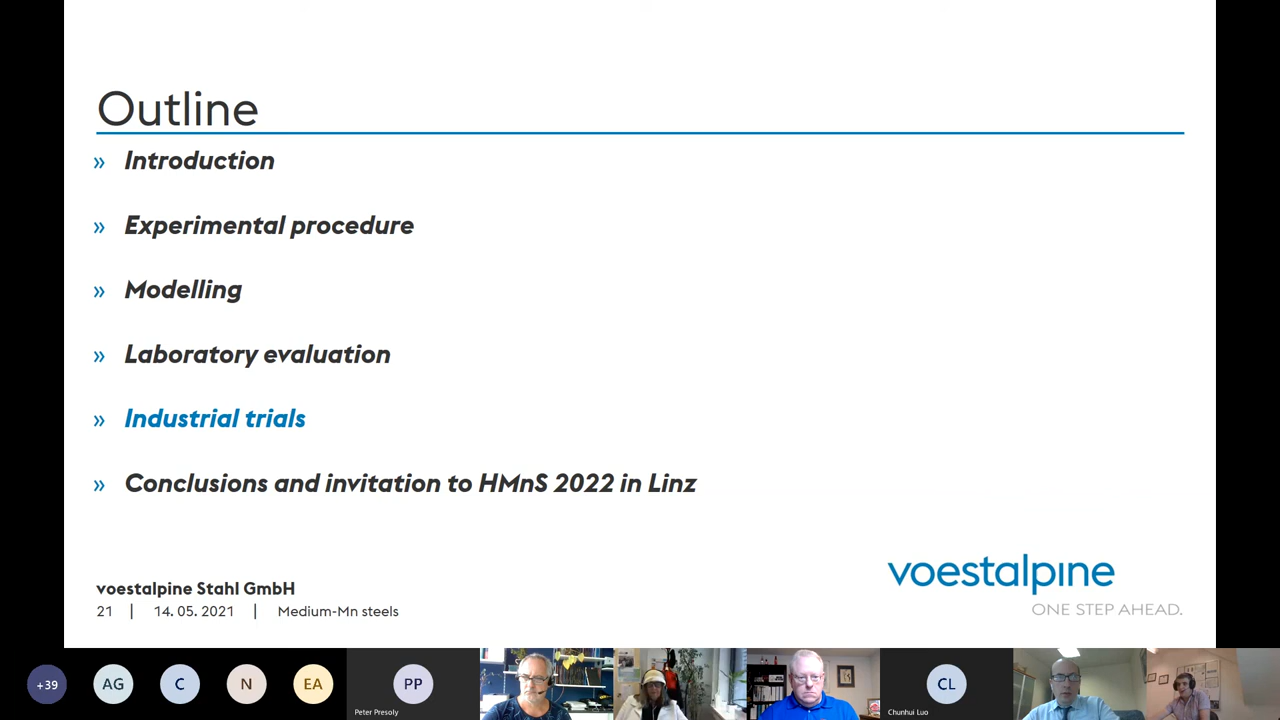 Outline
» Introduction
» Experimental procedure
» Modelling
» Laboratory evaluation
» Industrial trials
» Conclusions and invitation to HMnS 2022 in Linz
voestalpine
ONE STEP AHEAD.
voestalpine Stahl GmbH
21 | 14. 05. 2021 | Medium-Mn steels
+39 AG C N EA PP CL
Peter Presoly Chunhui Luo